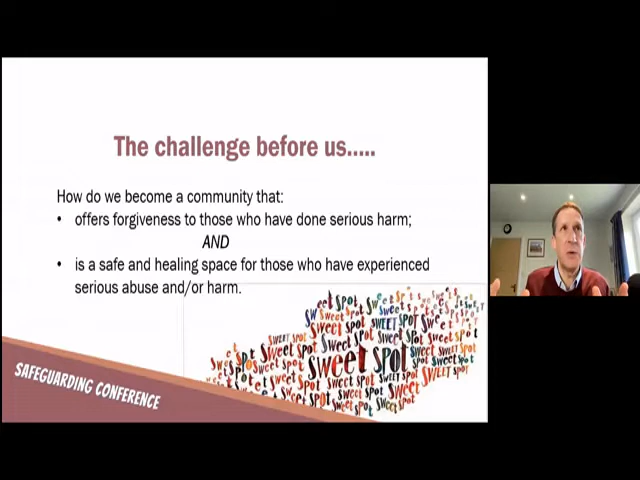 The challenge before us.....
How do we become a community that:
• offers forgiveness to those who have done serious harm;
AND
• is a safe and healing space for those who have experienced
serious abuse and/or harm.
sweet spot
SAFEGUARDING CONFERENCE